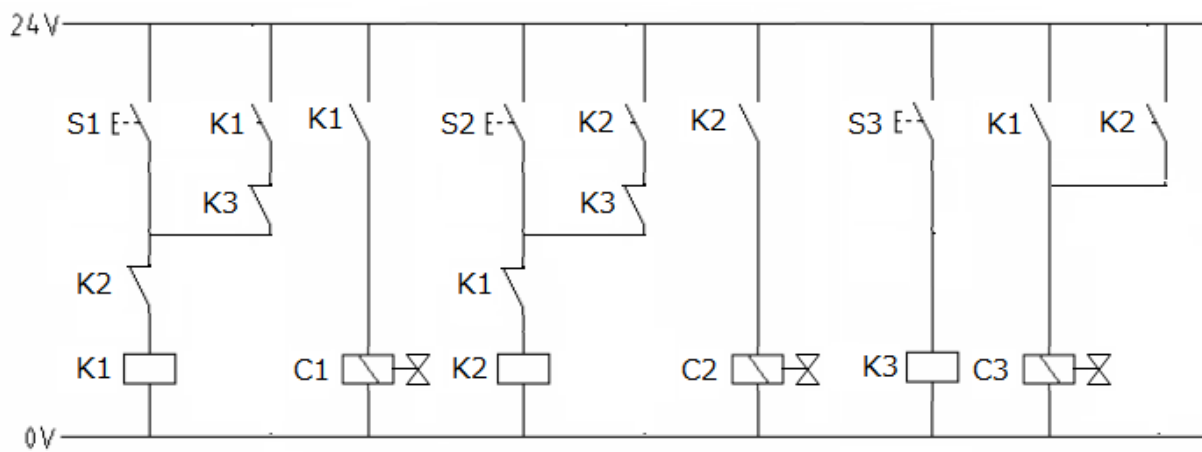 24V
S1 K1 K1 S2 K2 K2 S3 K1 K2
K3 K3
K2 K1
K1 C1 K2 C2 K3 C3
0V